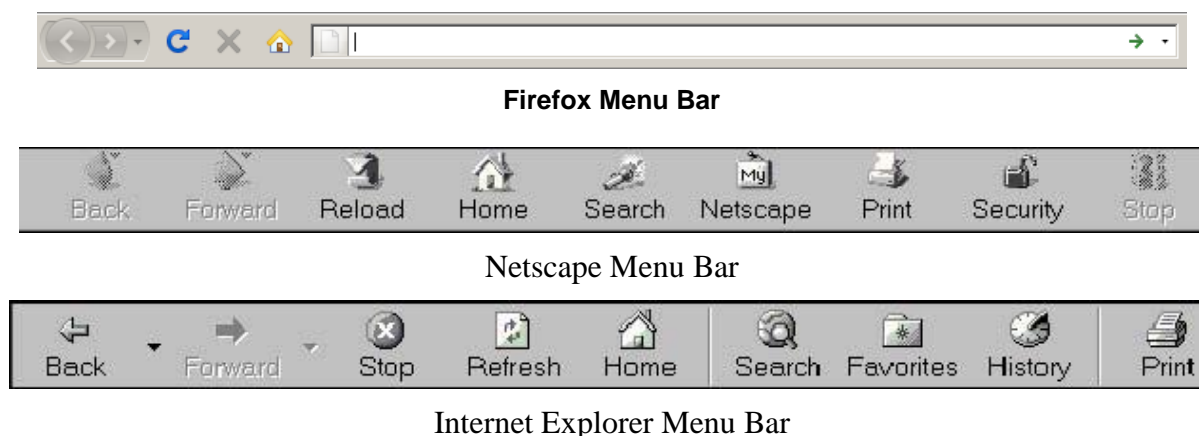 Firefox Menu Bar
Back Forward Reload Home Search My Netscape Print Security Stop
Netscape Menu Bar
Back Forward Stop Refresh Home Search Favorites History Print
Internet Explorer Menu Bar